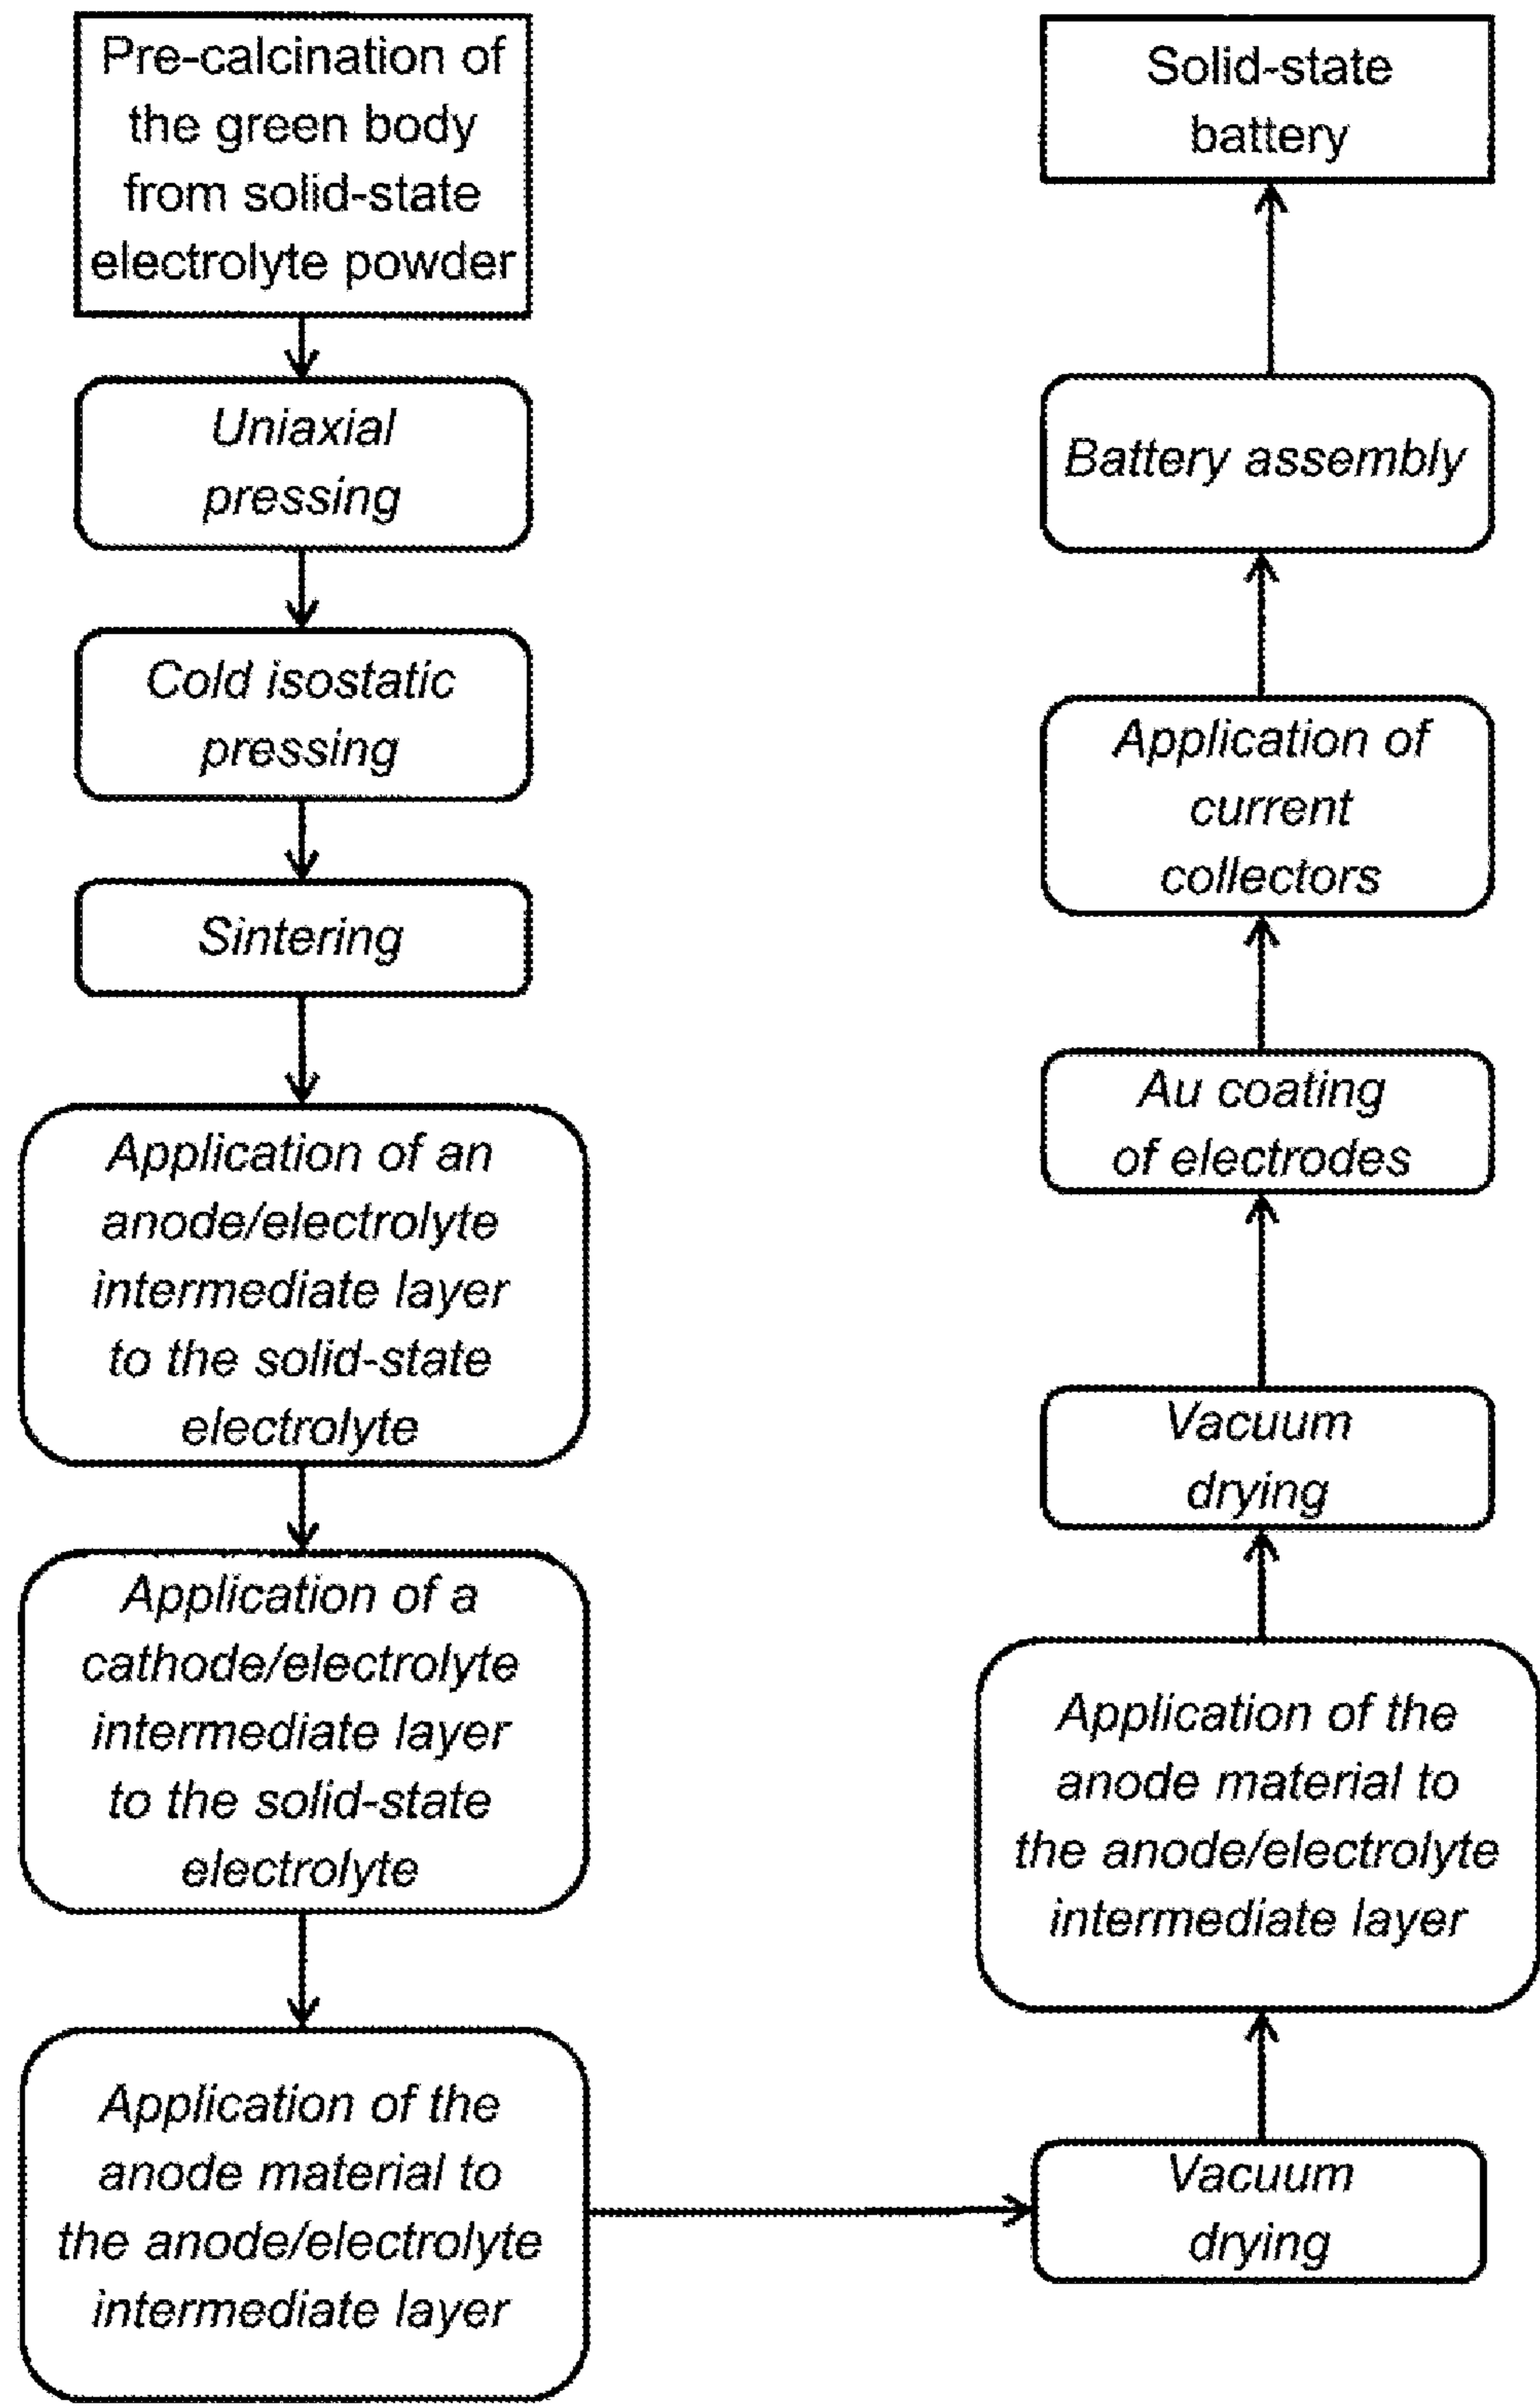 Pre-calcination of
the green body
from solid-state
electrolyte powder
Uniaxial
pressing
Cold isostatic
pressing
Sintering
Application of an
anode/electrolyte
intermediate layer
to the solid-state
electrolyte
Application of a
cathode/electrolyte
intermediate layer
to the solid-state
electrolyte
Application of the
anode material to
the anode/electrolyte
intermediate layer
Vacuum
drying
Application of the
anode material to
the anode/electrolyte
intermediate layer
Vacuum
drying
Au coating
of electrodes
Application of
current
collectors
Battery assembly
Solid-state
battery